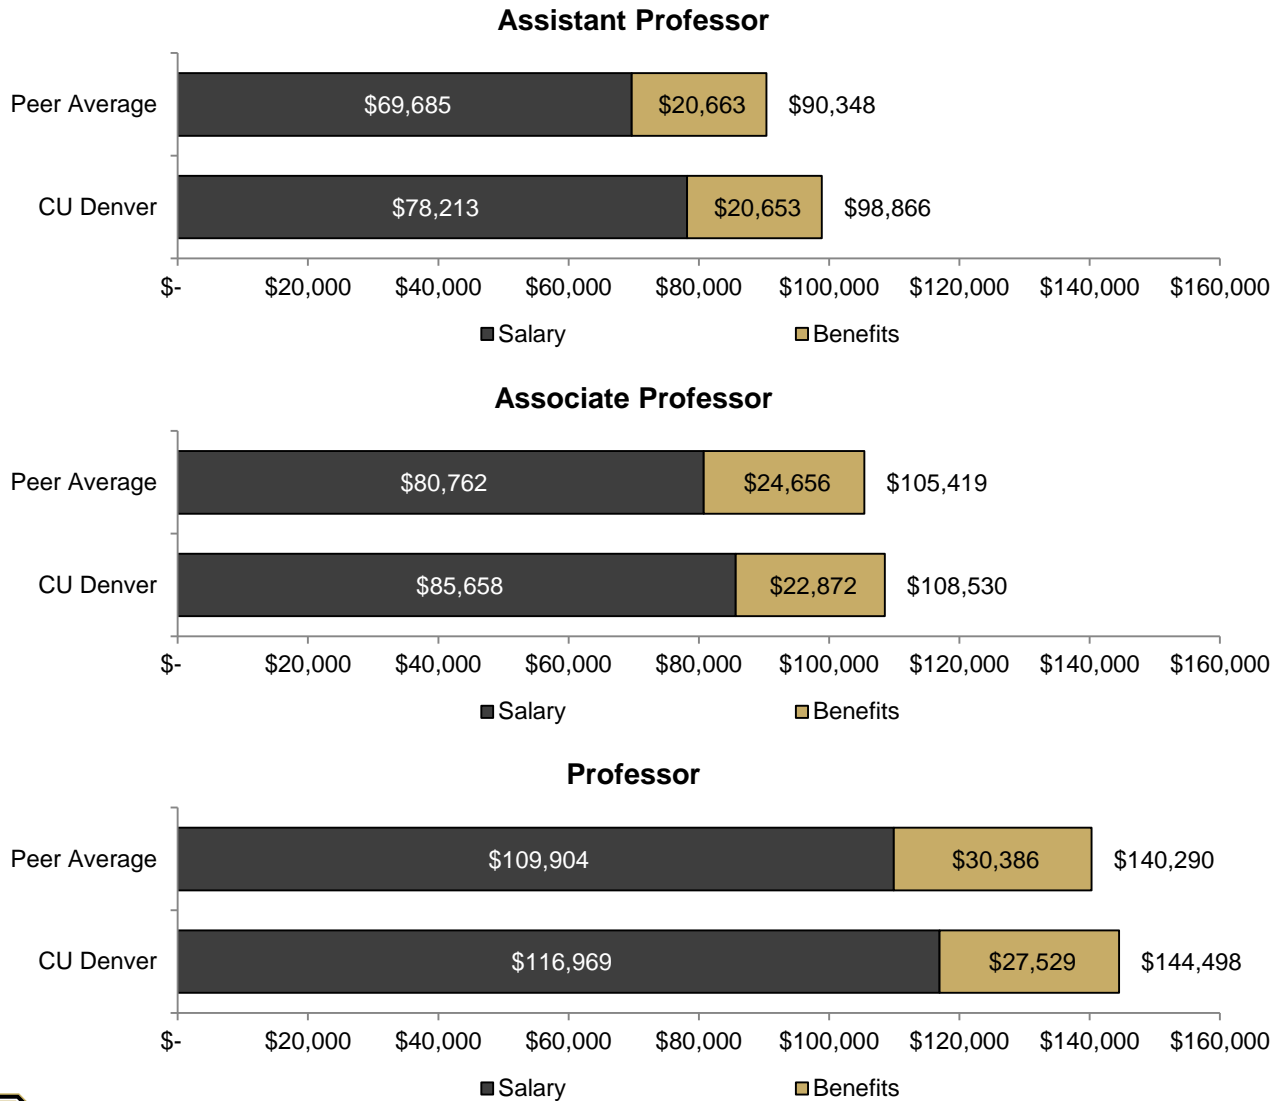 Assistant Professor
Peer Average $69,685 $20,663 $90,348
CU Denver $78,213 $20,653 $98,866
$- $20,000 $40,000 $60,000 $80,000 $100,000 $120,000 $140,000 $160,000
Salary Benefits
Associate Professor
Peer Average $80,762 $24,656 $105,419
CU Denver $85,658 $22,872 $108,530
$- $20,000 $40,000 $60,000 $80,000 $100,000 $120,000 $140,000 $160,000
Salary Benefits
Professor
Peer Average $109,904 $30,386 $140,290
CU Denver $116,969 $27,529 $144,498
$- $20,000 $40,000 $60,000 $80,000 $100,000 $120,000 $140,000 $160,000
Salary Benefits